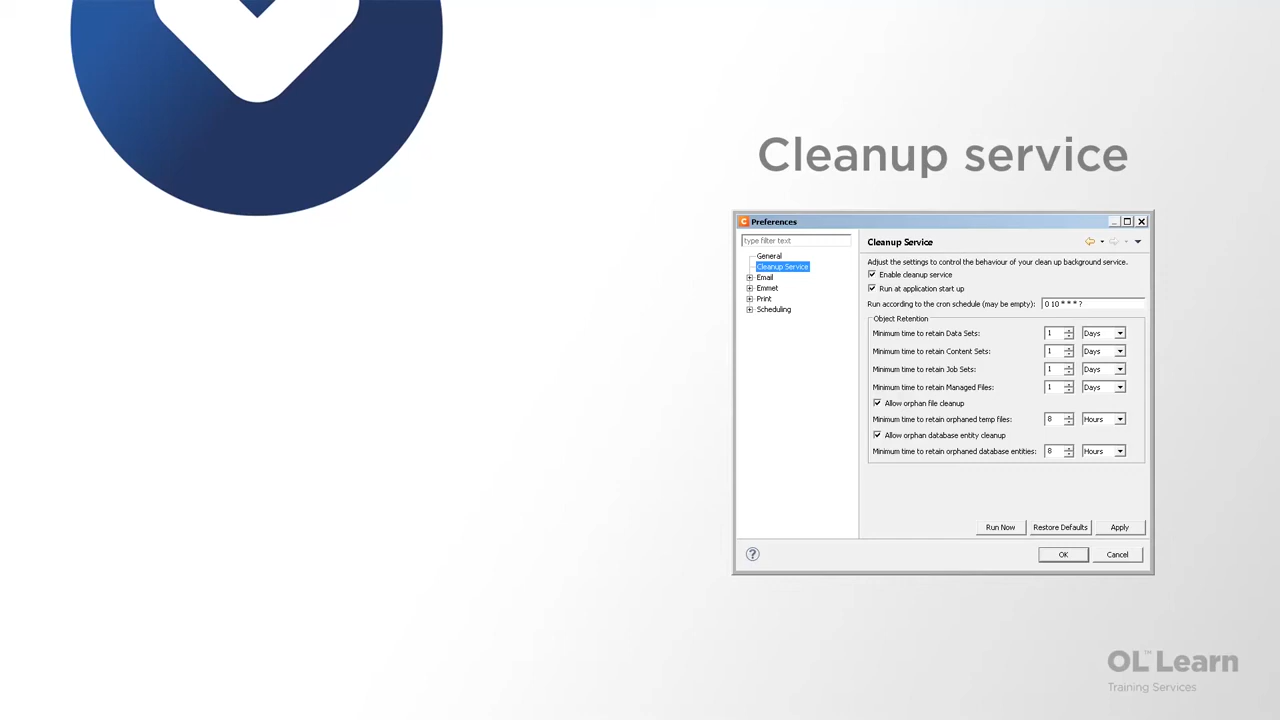 Cleanup service
Preferences
type filter text
General
Cleanup Service
Email
Emmet
Print
Scheduling
Cleanup Service
Adjust the settings to control the behaviour of your clean up background service.
Enable cleanup service
Run at application start up
Run according to the cron schedule (may be empty): 0 10 * * * ?
Object Retention
Minimum time to retain Data Sets: 1 Days
Minimum time to retain Content Sets: 1 Days
Minimum time to retain Job Sets: 1 Days
Minimum time to retain Managed Files: 1 Days
Allow orphan file cleanup
Minimum time to retain orphaned temp files: 8 Hours
Allow orphan database entity cleanup
Minimum time to retain orphaned database entities: 8 Hours
Run Now Restore Defaults Apply
? OK Cancel
OL™ Learn
Training Services